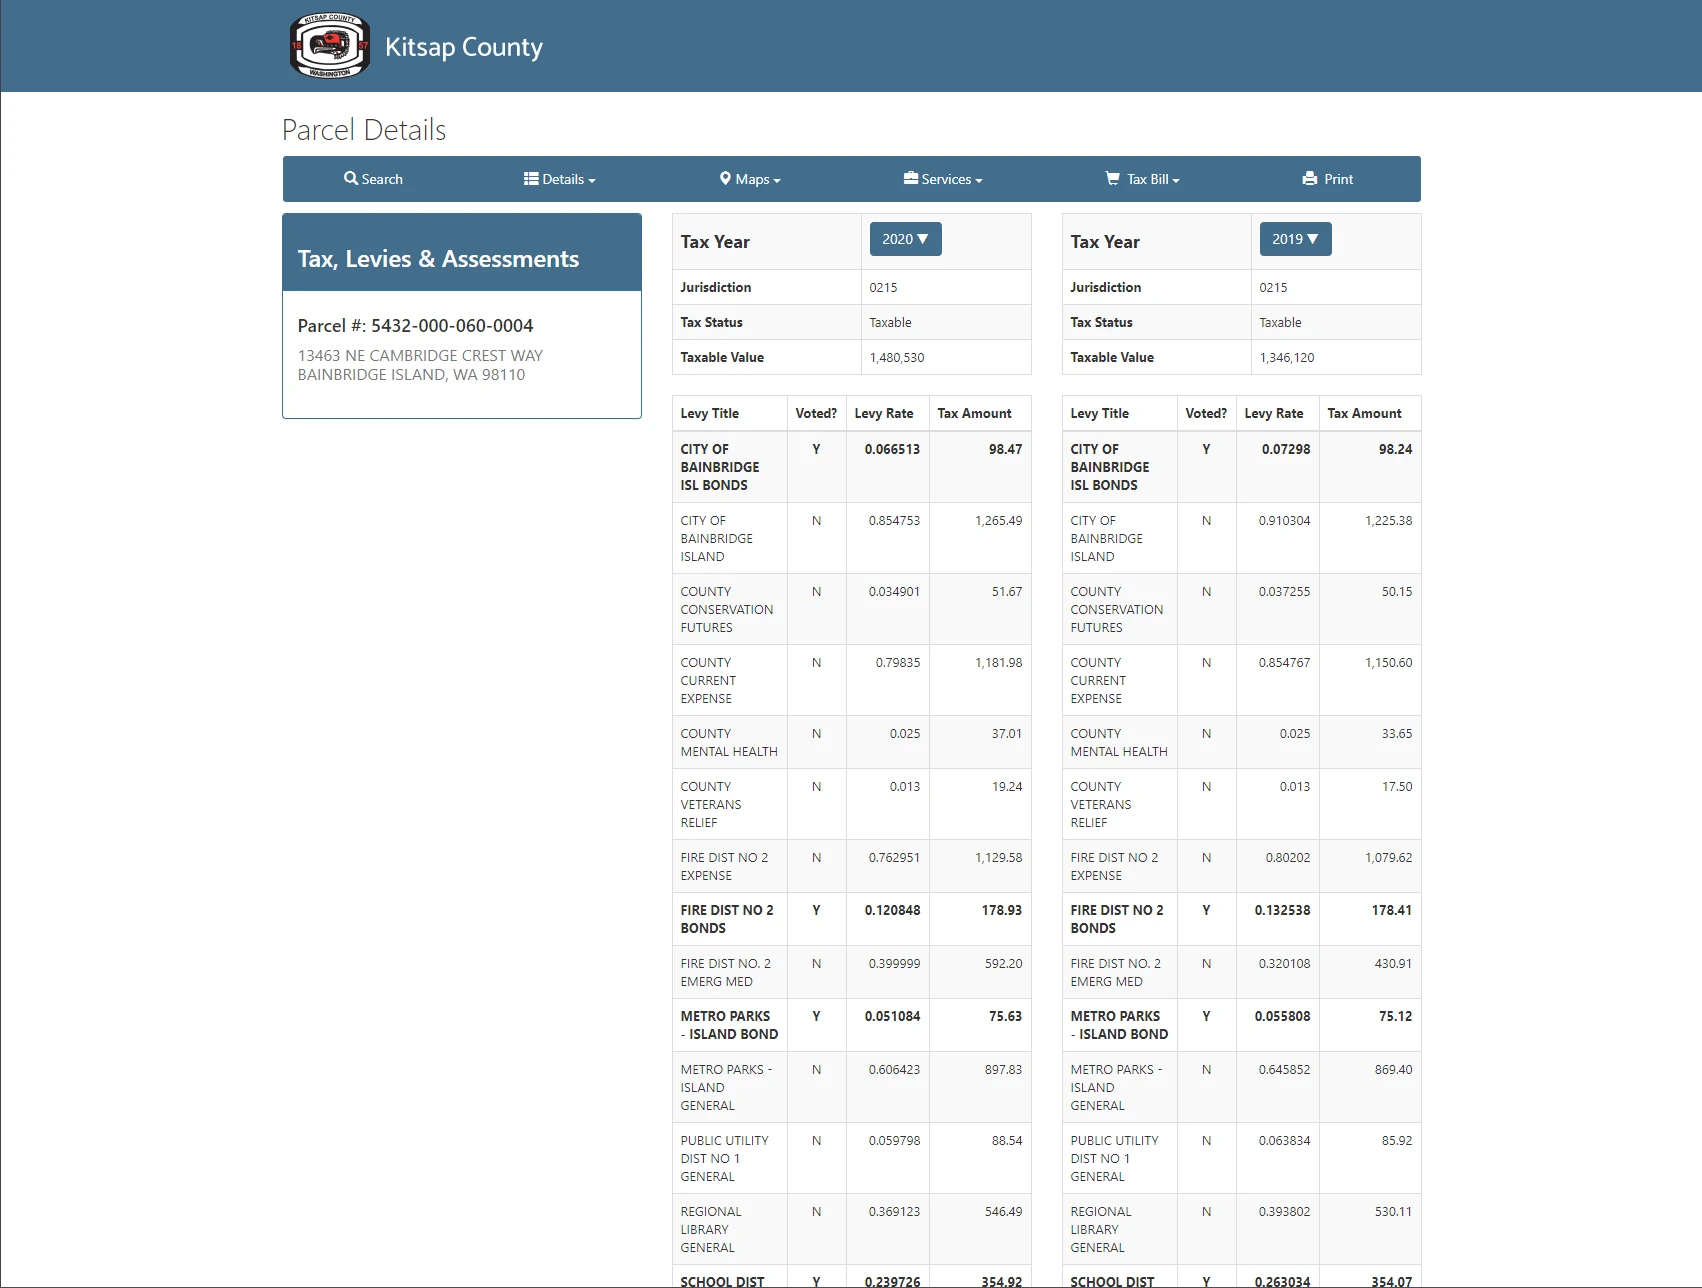 KITSAP COUNTY
18 57
WASHINGTON
Kitsap County
Parcel Details
Search Details Maps Services Tax Bill Print
Tax, Levies & Assessments
Parcel #: 5432-000-060-0004
13463 NE CAMBRIDGE CREST WAY
BAINBRIDGE ISLAND, WA 98110
Tax Year 2020 ▼
Jurisdiction 0215
Tax Status Taxable
Taxable Value 1,480,530
Levy Title Voted? Levy Rate Tax Amount
CITY OF Y 0.066513 98.47
BAINBRIDGE
ISL BONDS
CITY OF N 0.854753 1,265.49
BAINBRIDGE
ISLAND
COUNTY N 0.034901 51.67
CONSERVATION
FUTURES
COUNTY N 0.79835 1,181.98
CURRENT
EXPENSE
COUNTY N 0.025 37.01
MENTAL HEALTH
COUNTY N 0.013 19.24
VETERANS
RELIEF
FIRE DIST NO 2 N 0.762951 1,129.58
EXPENSE
FIRE DIST NO 2 Y 0.120848 178.93
BONDS
FIRE DIST NO. 2 N 0.399999 592.20
EMERG MED
METRO PARKS Y 0.051084 75.63
- ISLAND BOND
METRO PARKS - N 0.606423 897.83
ISLAND
GENERAL
PUBLIC UTILITY N 0.059798 88.54
DIST NO 1
GENERAL
REGIONAL N 0.369123 546.49
LIBRARY
GENERAL
SCHOOL DIST Y 0.239726 354.92
Tax Year 2019 ▼
Jurisdiction 0215
Tax Status Taxable
Taxable Value 1,346,120
Levy Title Voted? Levy Rate Tax Amount
CITY OF Y 0.07298 98.24
BAINBRIDGE
ISL BONDS
CITY OF N 0.910304 1,225.38
BAINBRIDGE
ISLAND
COUNTY N 0.037255 50.15
CONSERVATION
FUTURES
COUNTY N 0.854767 1,150.60
CURRENT
EXPENSE
COUNTY N 0.025 33.65
MENTAL HEALTH
COUNTY N 0.013 17.50
VETERANS
RELIEF
FIRE DIST NO 2 N 0.80202 1,079.62
EXPENSE
FIRE DIST NO 2 Y 0.132538 178.41
BONDS
FIRE DIST NO. 2 N 0.320108 430.91
EMERG MED
METRO PARKS Y 0.055808 75.12
- ISLAND BOND
METRO PARKS - N 0.645852 869.40
ISLAND
GENERAL
PUBLIC UTILITY N 0.063834 85.92
DIST NO 1
GENERAL
REGIONAL N 0.393802 530.11
LIBRARY
GENERAL
SCHOOL DIST Y 0.263034 354.07